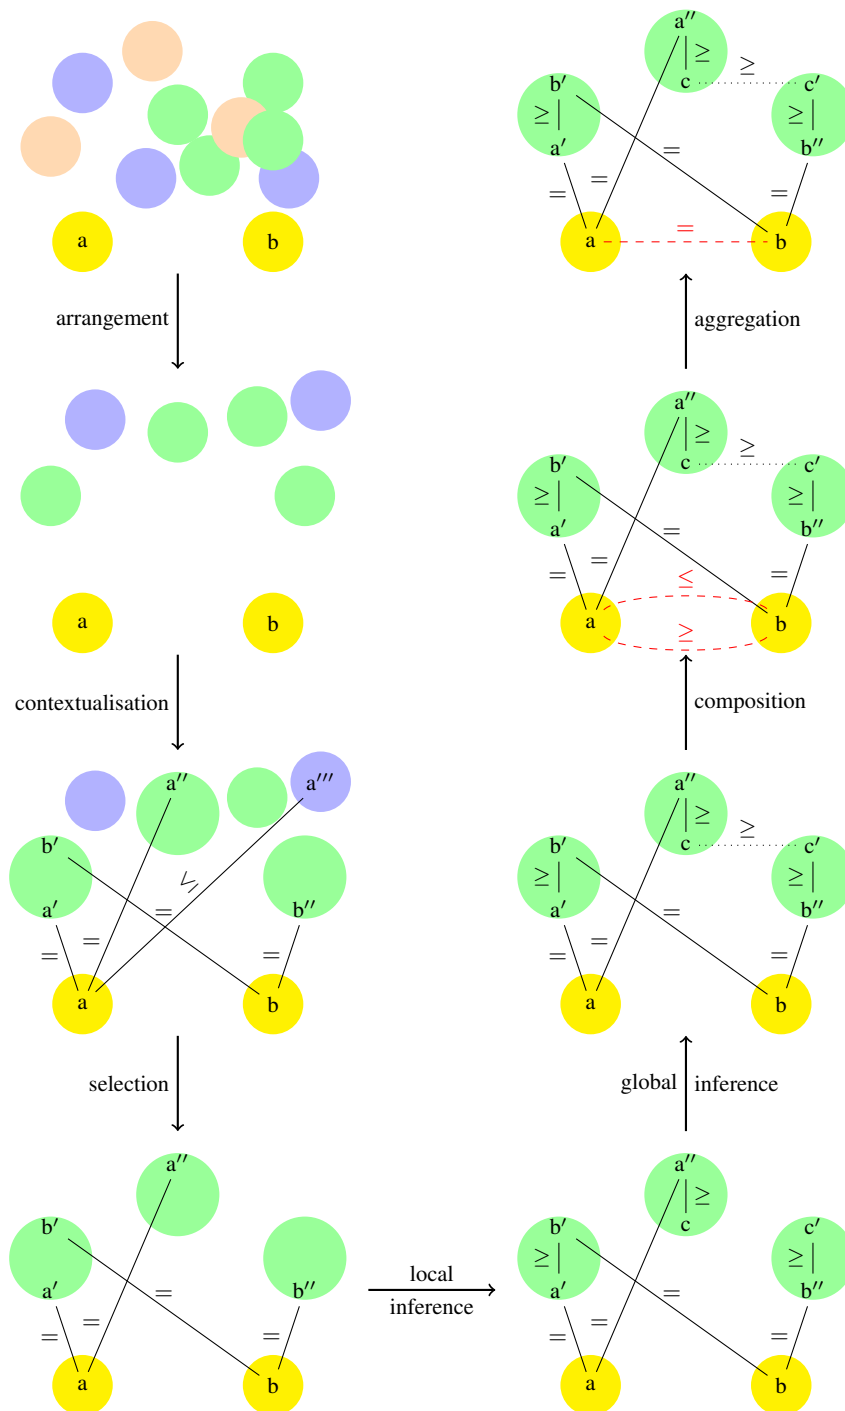 a b
arrangement
a b
contextualisation
a″ a‴
b′
≤
a′ = = b″
= =
a b
selection
a″
b′
=
a′ = b″
= =
a b
local
inference
a″
≥
c
b′ c′
≥ ≥
a′ = = b″
= =
a b
global inference
a″
≥
c ≥
b′ c′
≥ ≥
a′ = = b″
= =
a b
composition
a″
≥
c ≥
b′ c′
≥ ≥
a′ = = b″
= =
≤
a b
≥
aggregation
a″
≥
c ≥
b′ c′
≥ ≥
a′ = = b″
= =
=
a b